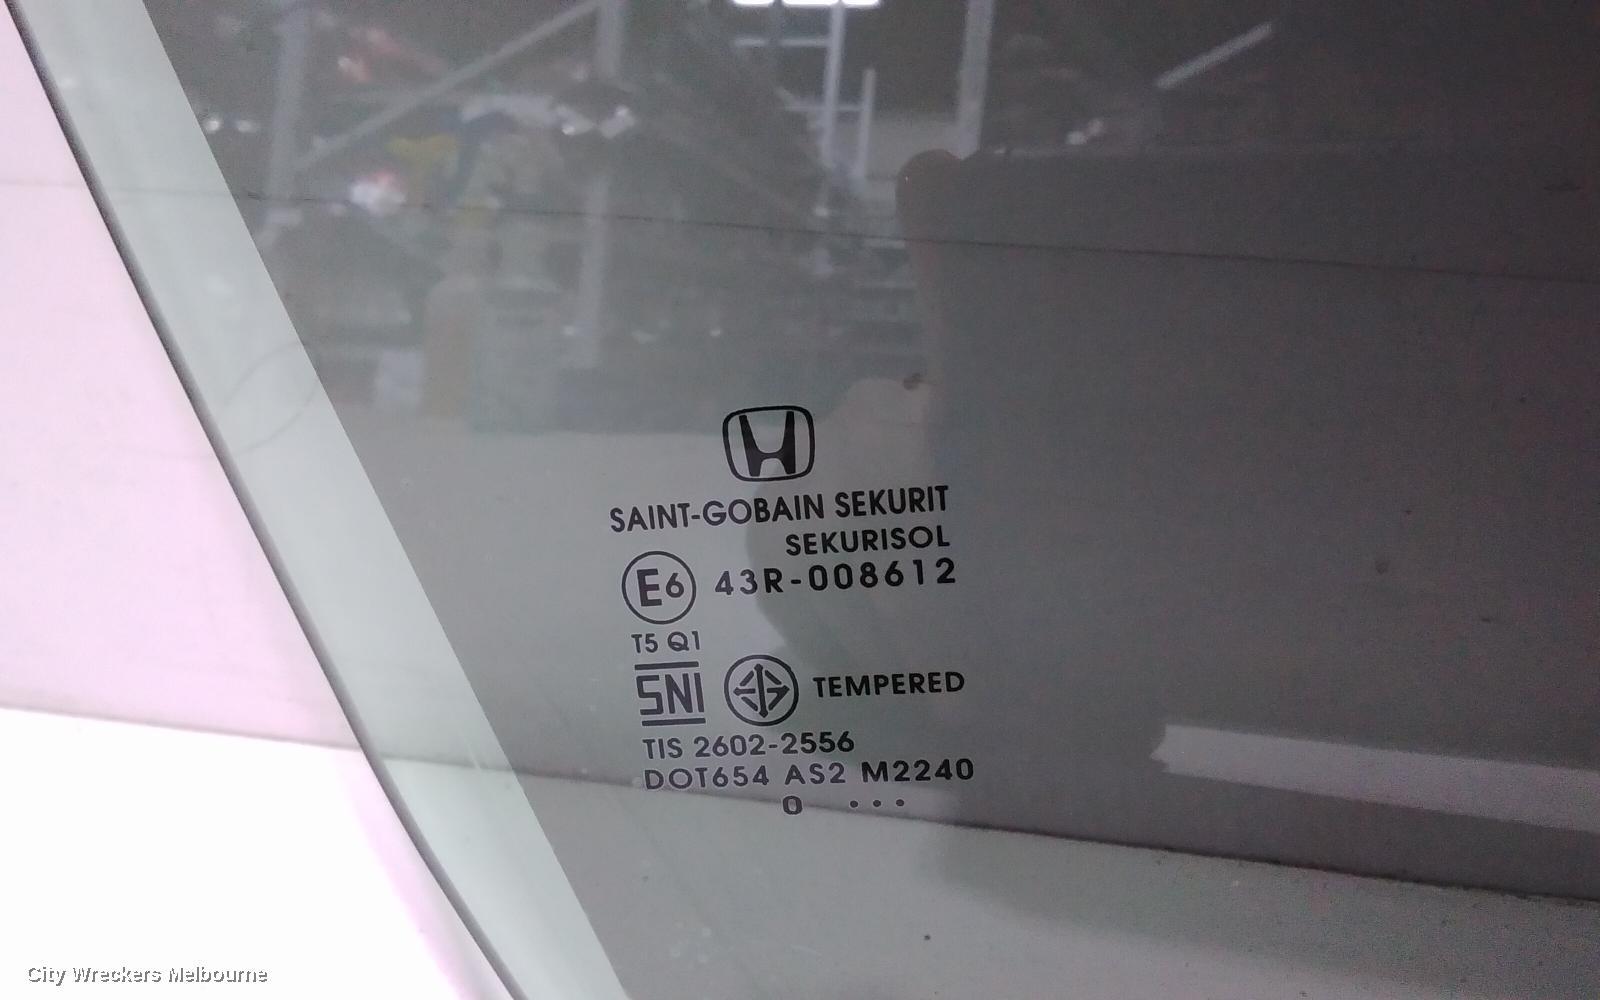 SAINT-GOBAIN SEKURIT
SEKURISOL
E6 43R-008612
T5 Q1
SNI TEMPERED
TIS 2602-2556
DOT654 AS2 M2240
0 ...
City Wreckers Melbourne